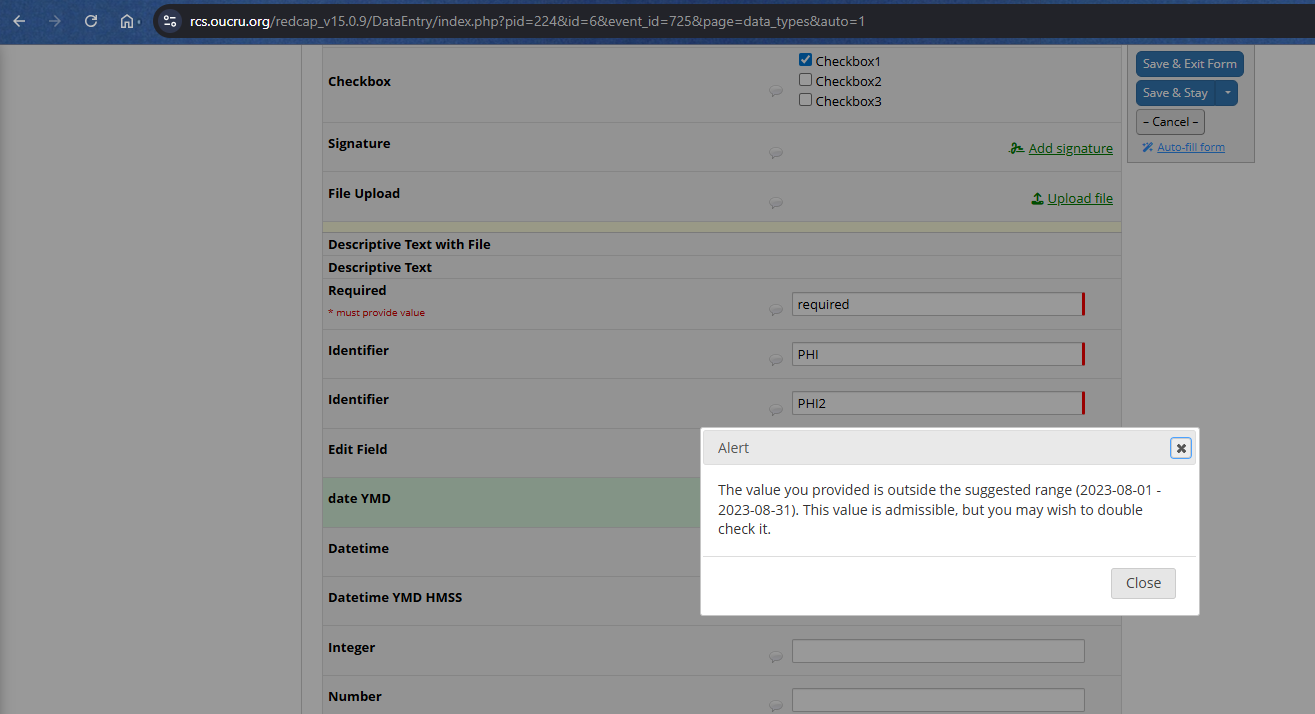 rcs.oucru.org/redcap_v15.0.9/DataEntry/index.php?pid=224&id=6&event_id=725&page=data_types&auto=1
Checkbox
Checkbox1
Checkbox2
Checkbox3
Save & Exit Form
Save & Stay
– Cancel –
Auto-fill form
Signature
Add signature
File Upload
Upload file
Descriptive Text with File
Descriptive Text
Required
* must provide value
required
Identifier
PHI
Identifier
PHI2
Edit Field
date YMD
Datetime
Datetime YMD HMSS
Integer
Number
Alert
The value you provided is outside the suggested range (2023-08-01 -
2023-08-31). This value is admissible, but you may wish to double
check it.
Close